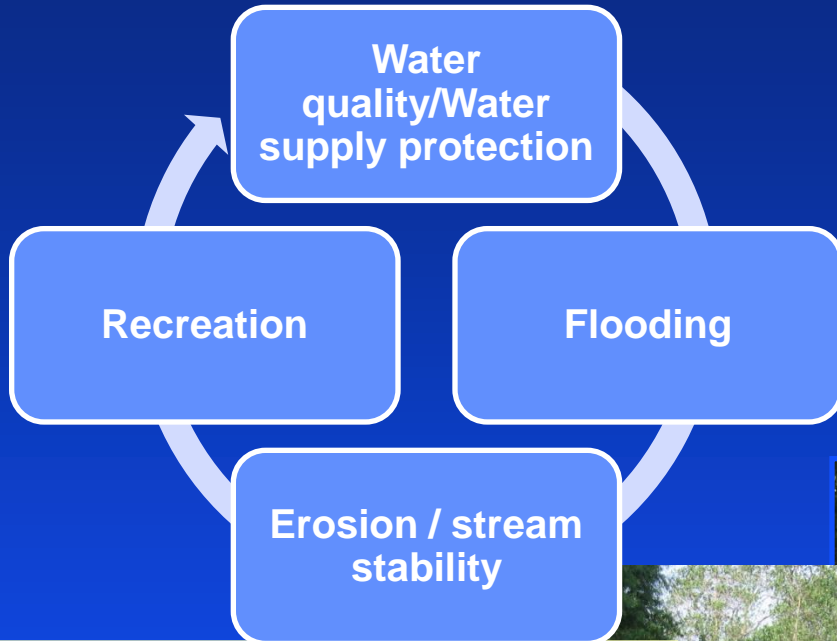 Water
quality/Water
supply protection
Recreation
Flooding
Erosion / stream
stability